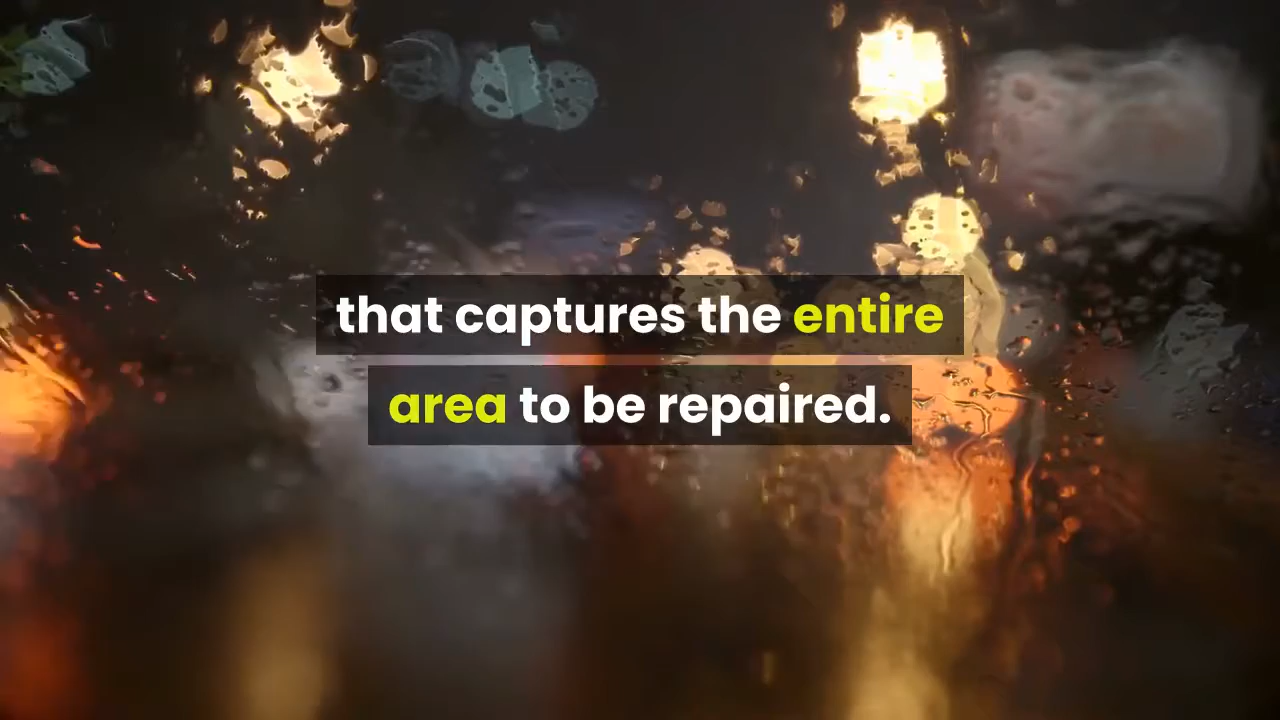 that captures the entire
area to be repaired.